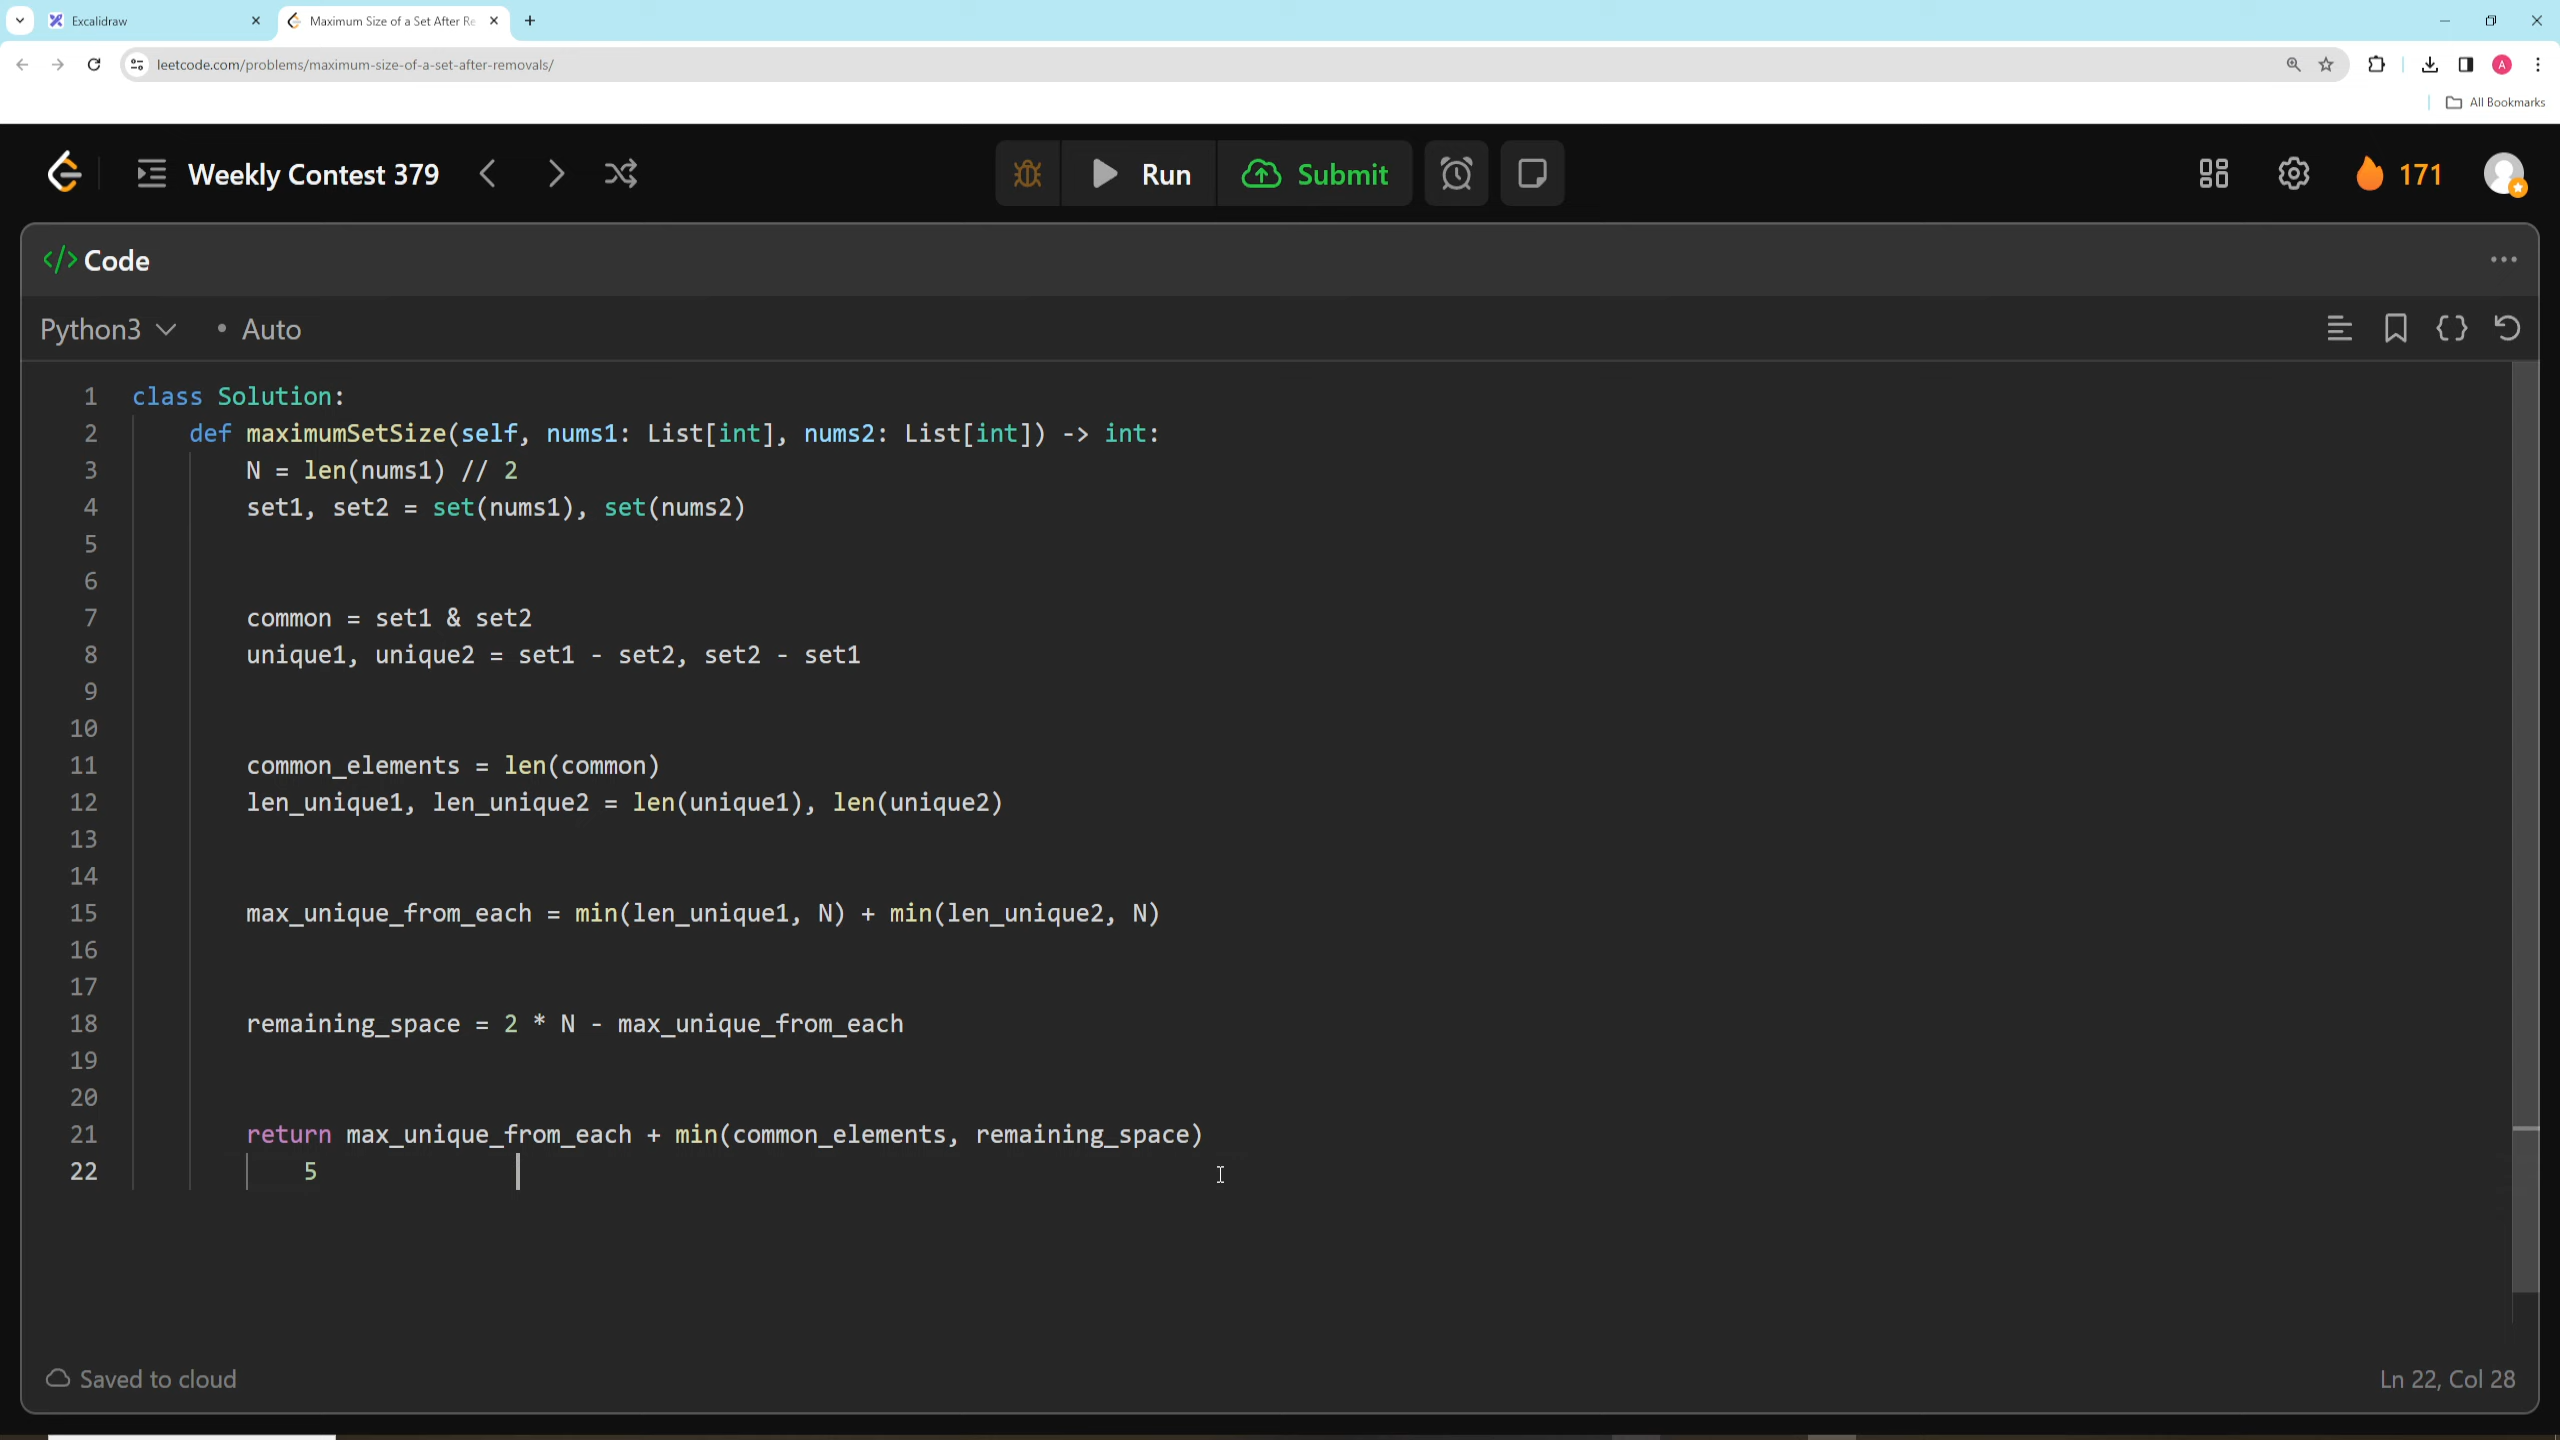 Excalidraw
Maximum Size of a Set After Re
leetcode.com/problems/maximum-size-of-a-set-after-removals/
A
All Bookmarks
Weekly Contest 379
Run
Submit
171
</> Code
Python3 • Auto
1 class Solution:
2 def maximumSetSize(self, nums1: List[int], nums2: List[int]) -> int:
3 N = len(nums1) // 2
4 set1, set2 = set(nums1), set(nums2)
5
6
7 common = set1 & set2
8 unique1, unique2 = set1 - set2, set2 - set1
9
10
11 common_elements = len(common)
12 len_unique1, len_unique2 = len(unique1), len(unique2)
13
14
15 max_unique_from_each = min(len_unique1, N) + min(len_unique2, N)
16
17
18 remaining_space = 2 * N - max_unique_from_each
19
20
21 return max_unique_from_each + min(common_elements, remaining_space)
22 5
Saved to cloud
Ln 22, Col 28